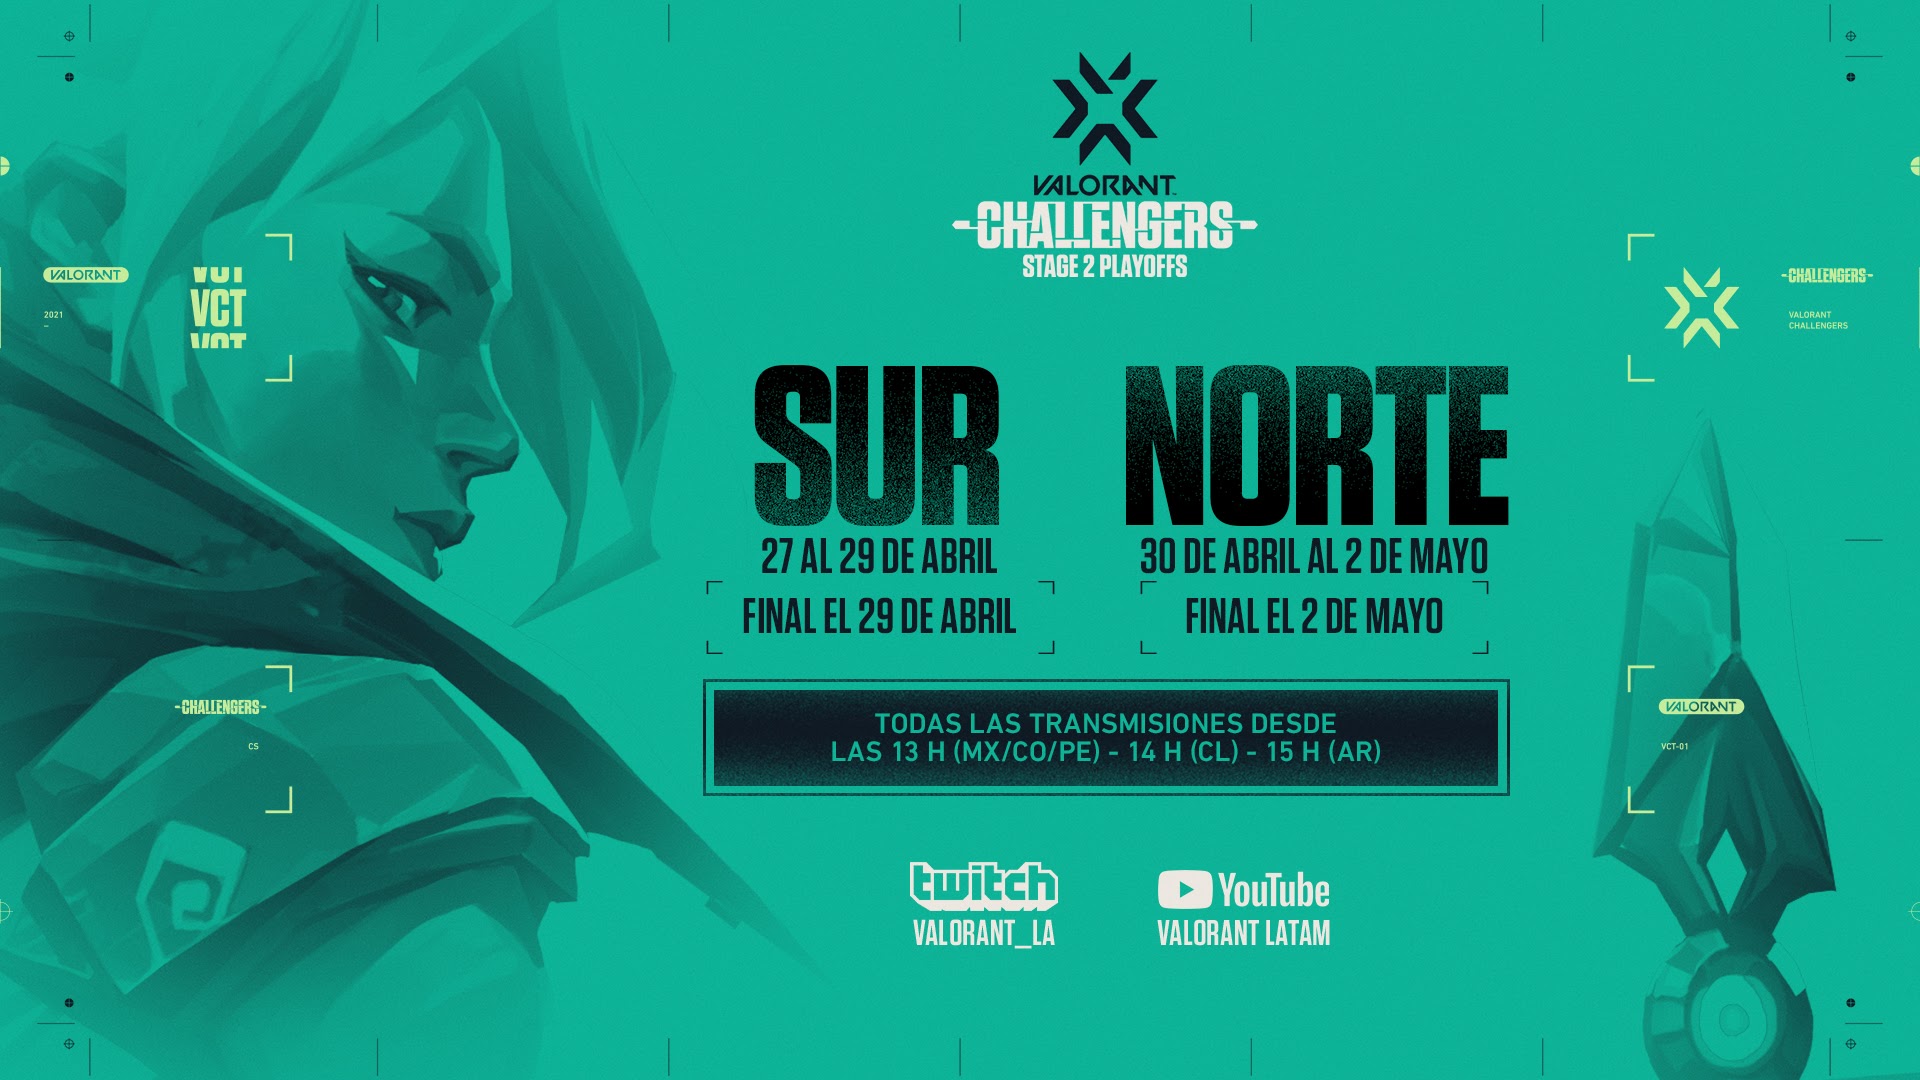 VALORANT
CHALLENGERS
STAGE 2 PLAYOFFS
VALORANT
2021
VCT
VCT
VCT
CHALLENGERS
VALORANT
CHALLENGERS
SUR
27 AL 29 DE ABRIL
FINAL EL 29 DE ABRIL
NORTE
30 DE ABRIL AL 2 DE MAYO
FINAL EL 2 DE MAYO
CHALLENGERS
CS
VALORANT
VCT-01
TODAS LAS TRANSMISIONES DESDE
LAS 13 H (MX/CO/PE) - 14 H (CL) - 15 H (AR)
twitch
VALORANT_LA
YouTube
VALORANT LATAM